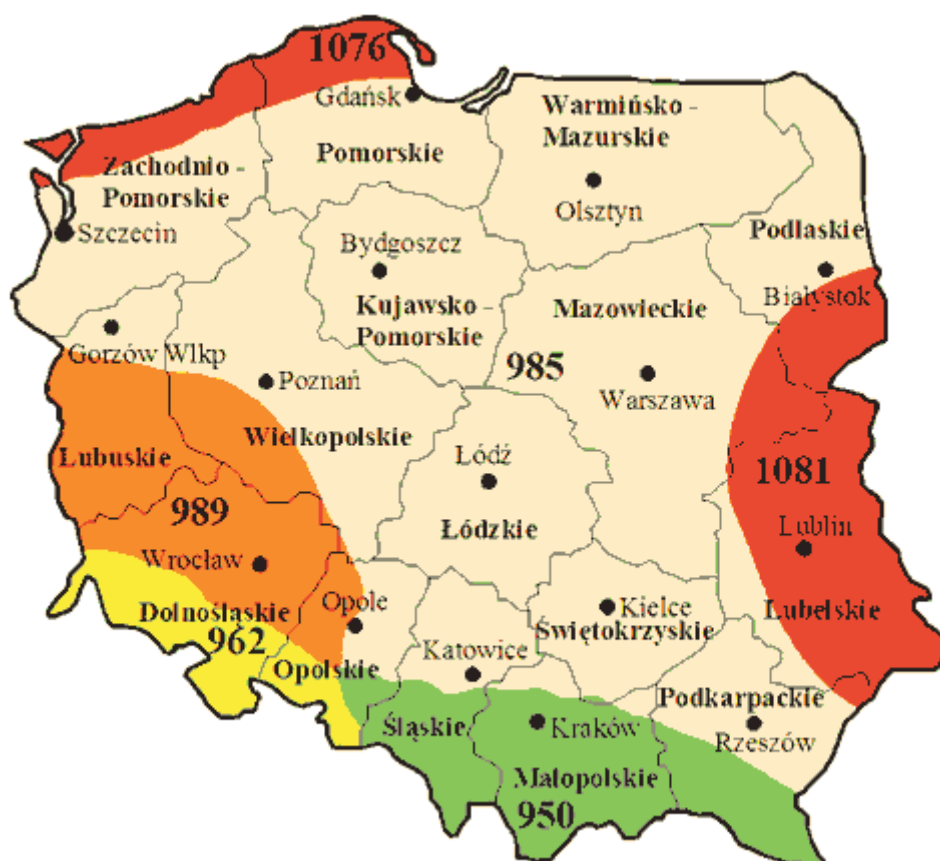 1076
Gdańsk
Warmińsko -
Mazurskie
Pomorskie
Zachodnio -
Pomorskie
Olsztyn
Szczecin
Bydgoszcz
Podlaskie
Białystok
Kujawsko -
Pomorskie
Mazowieckie
Gorzów Wlkp
985
Poznań
Warszawa
Wielkopolskie
Lubuskie
Łódź
1081
989
Łódzkie
Lublin
Wrocław
Dolnośląskie
Opole
Kielce
Lubelskie
962
Świętokrzyskie
Opolskie
Katowice
Podkarpackie
Śląskie
Kraków
Rzeszów
Małopolskie
950